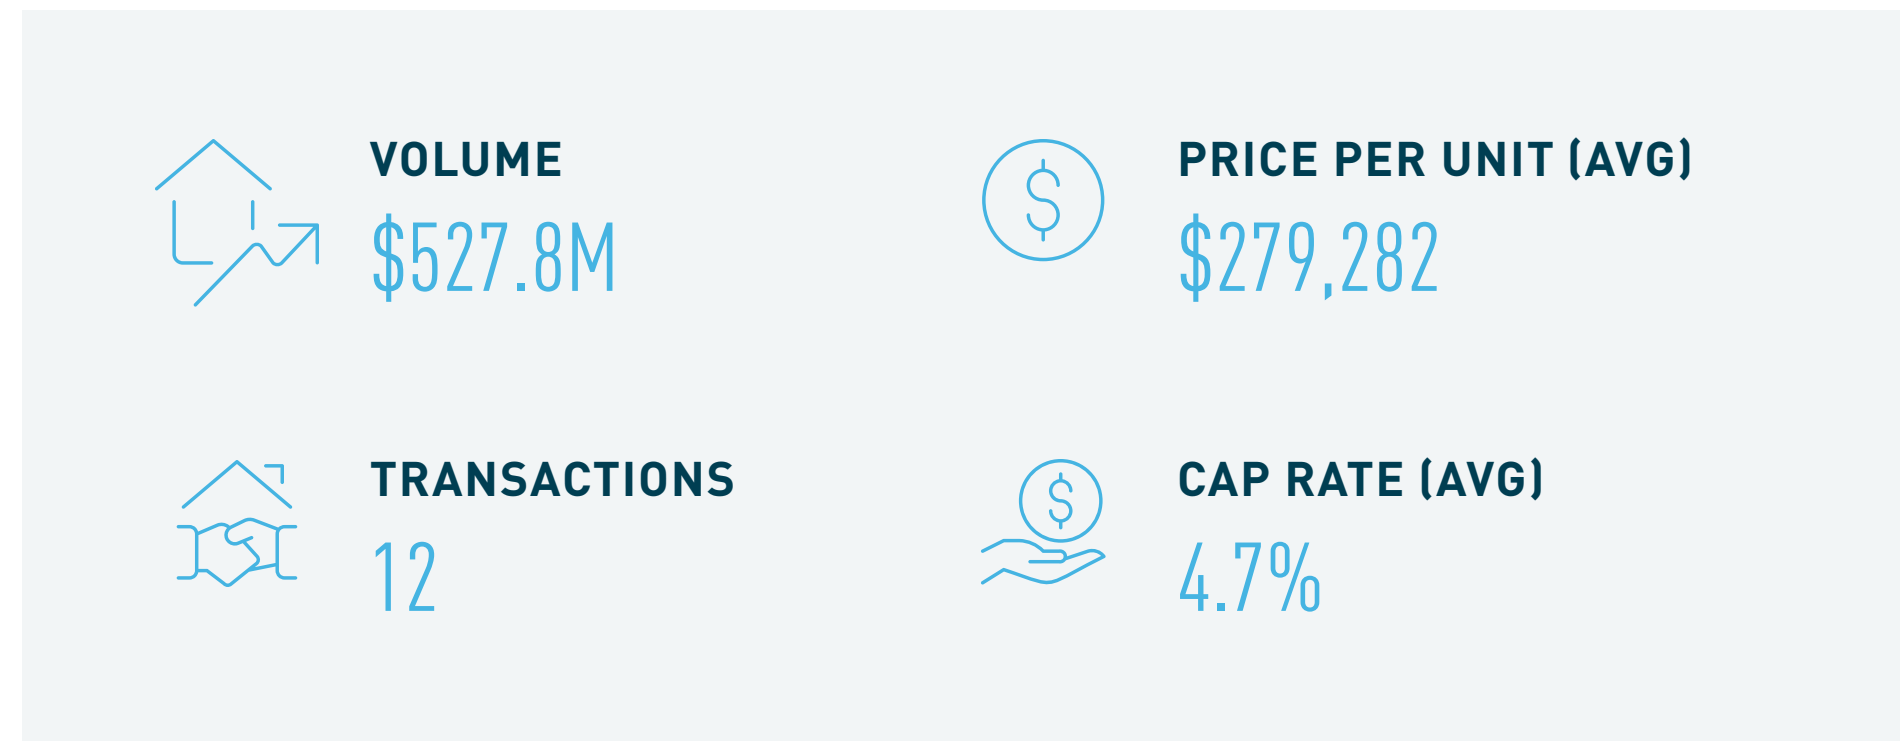 VOLUME
$527.8M
PRICE PER UNIT (AVG)
$279,282
TRANSACTIONS
12
CAP RATE (AVG)
4.7%